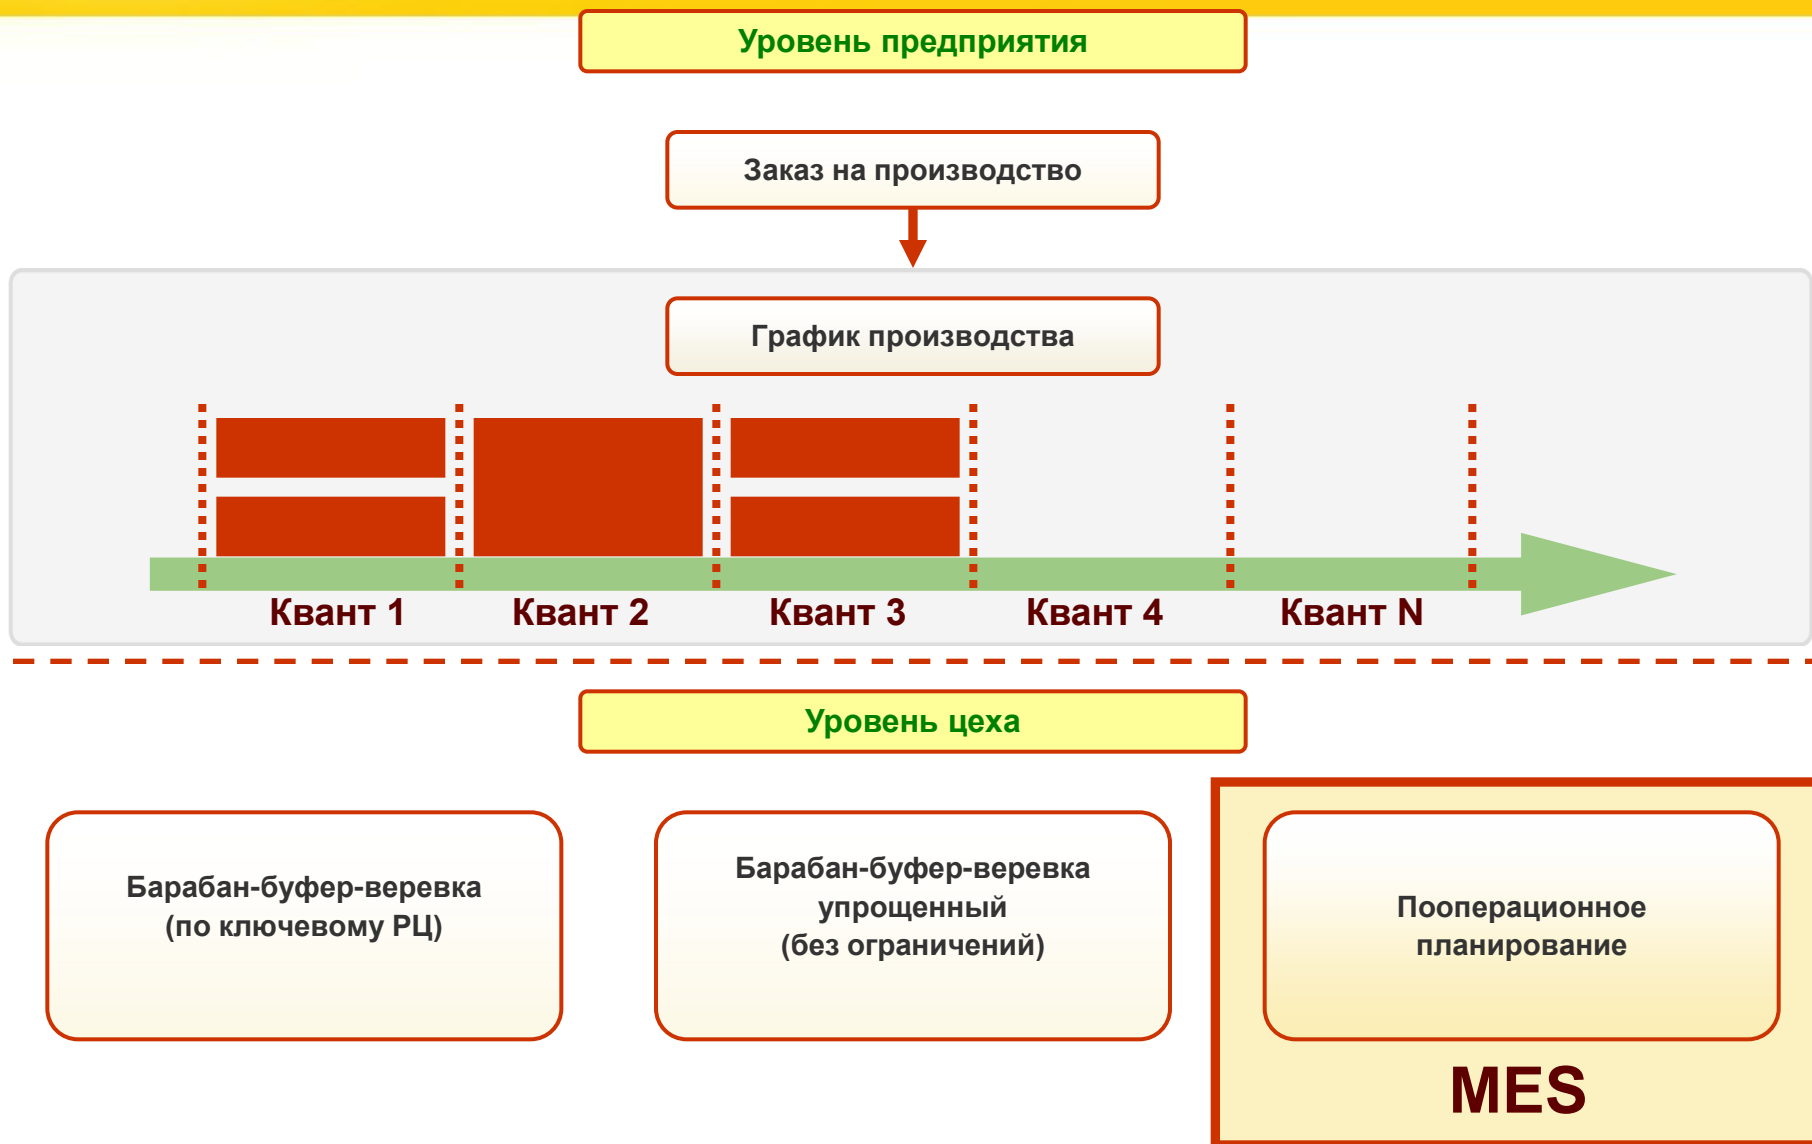 Уровень предприятия
Заказ на производство
График производства
Квант 1
Квант 2
Квант 3
Квант 4
Квант N
Уровень цеха
Барабан-буфер-веревка
(по ключевому РЦ)
Барабан-буфер-веревка
упрощенный
(без ограничений)
Пооперационное
планирование
MES